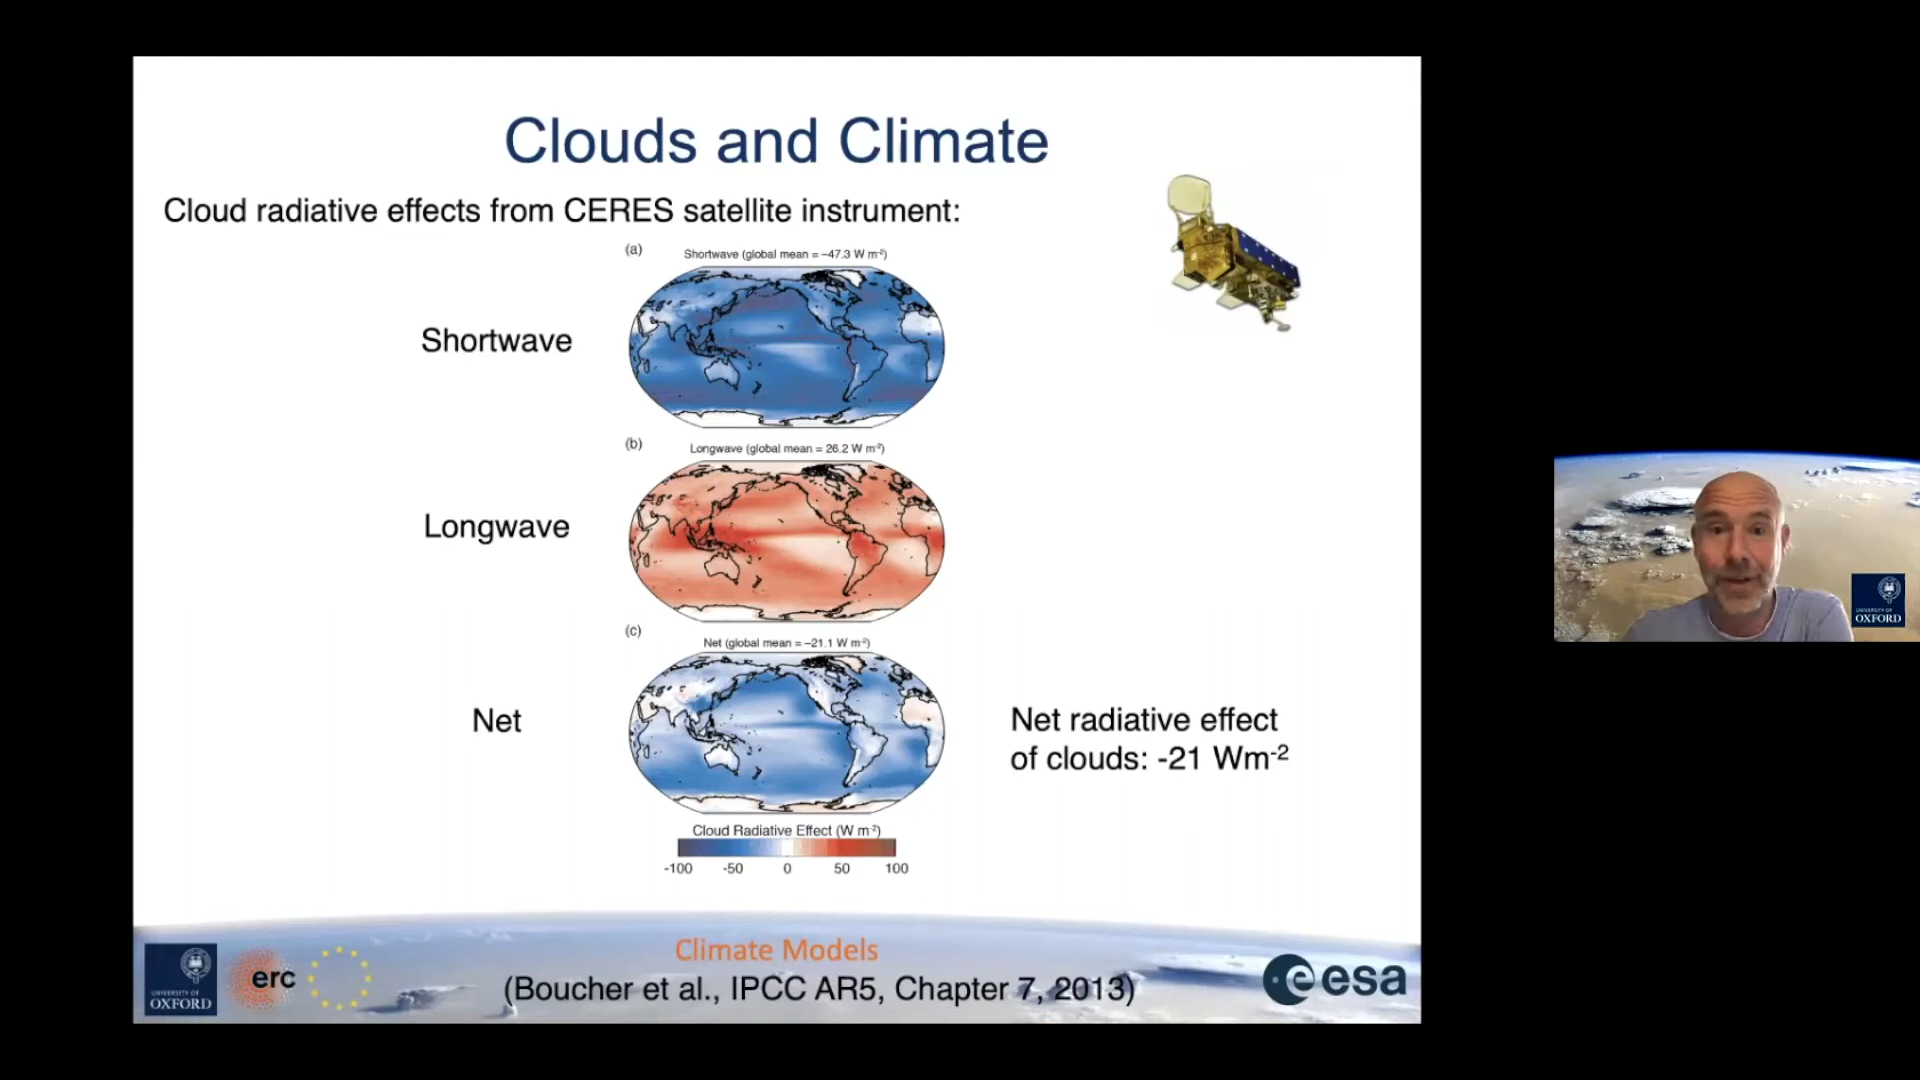 Clouds and Climate
Cloud radiative effects from CERES satellite instrument:
(a)
Shortwave (global mean = –47.3 W m-2)
Shortwave
(b)
Longwave (global mean = 26.2 W m-2)
Longwave
(c)
Net (global mean = –21.1 W m-2)
Net
Net radiative effect
of clouds: -21 Wm-2
Cloud Radiative Effect (W m-2)
-100 -50 0 50 100
UNIVERSITY OF
OXFORD
erc
Climate Models
(Boucher et al., IPCC AR5, Chapter 7, 2013)
esa
UNIVERSITY OF
OXFORD